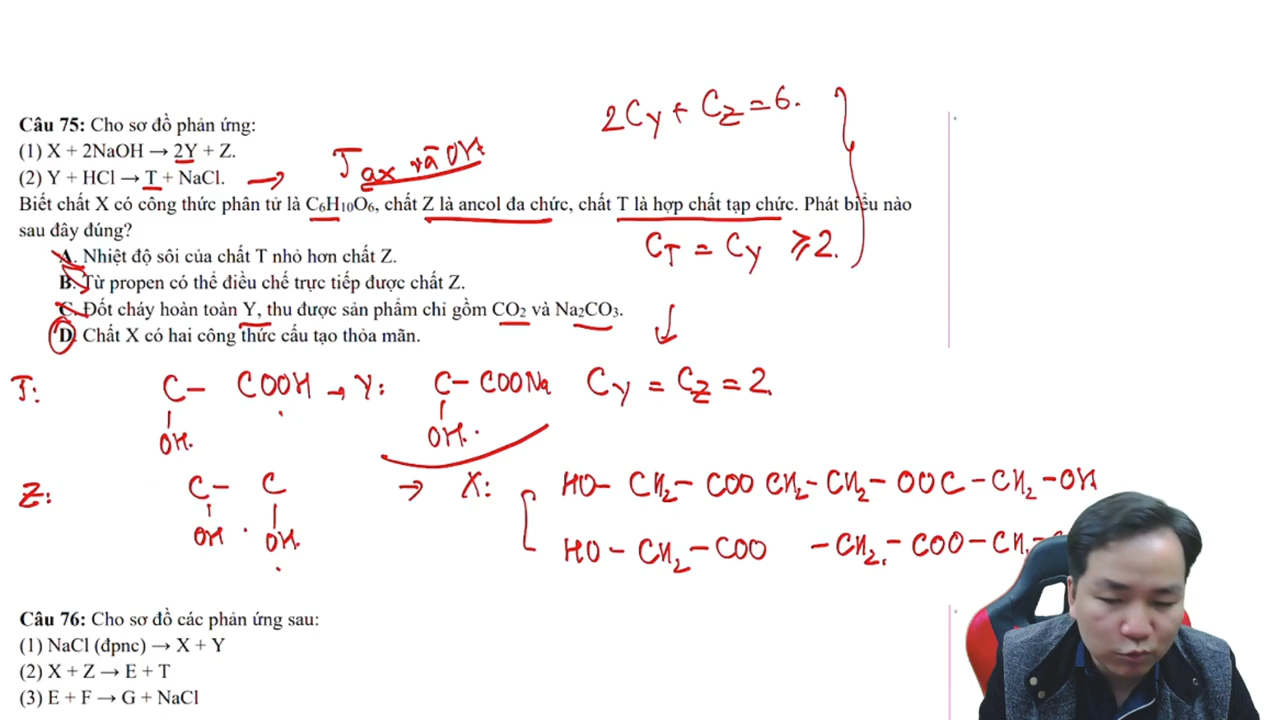 2Cy + Cz = 6.
Câu 75: Cho sơ đồ phản ứng:
(1) X + 2NaOH → 2Y + Z.
(2) Y + HCl → T + NaCl. → T ax và OH
Biết chất X có công thức phân tử là C₆H₁₀O₆, chất Z là ancol đa chức, chất T là hợp chất tạp chức. Phát biểu nào
sau đây đúng?
C_T = Cy ≥ 2.
A. Nhiệt độ sôi của chất T nhỏ hơn chất Z.
B. Từ propen có thể điều chế trực tiếp được chất Z.
C. Đốt cháy hoàn toàn Y, thu được sản phẩm chỉ gồm CO₂ và Na₂CO₃.
D. Chất X có hai công thức cấu tạo thỏa mãn.
T: C – COOH → Y: C – COONa Cy = Cz = 2.
OH. OH.
Z: C – C → X: HO – CH₂ – COO CH₂ – CH₂ – OOC – CH₂ – OH
OH . OH.
HO – CH₂ – COO – CH₂ – COO – CH₂
Câu 76: Cho sơ đồ các phản ứng sau:
(1) NaCl (đpnc) → X + Y
(2) X + Z → E + T
(3) E + F → G + NaCl